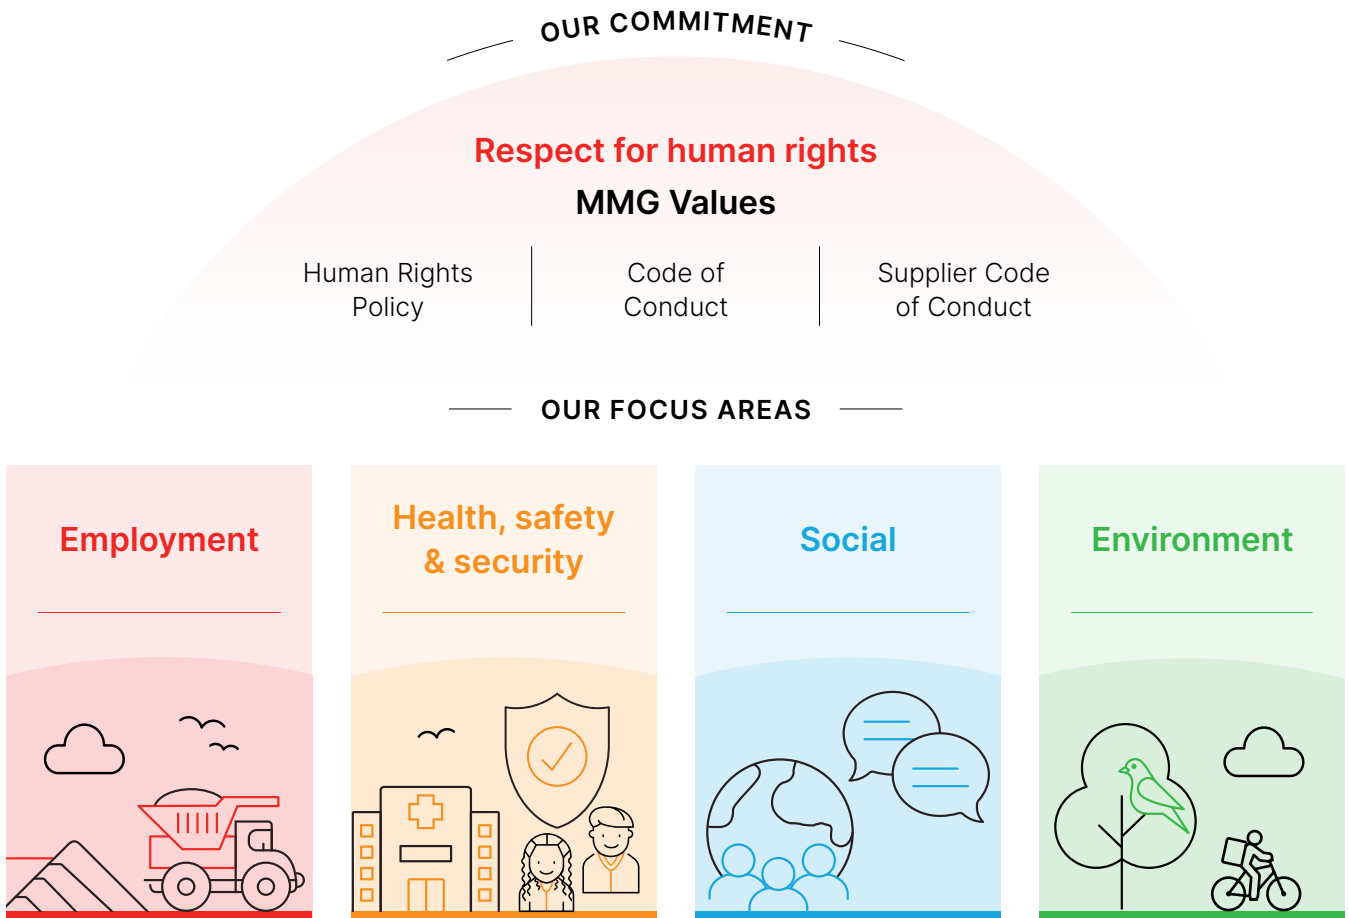 OUR COMMITMENT
Respect for human rights
MMG Values
Human Rights
Policy
Code of
Conduct
Supplier Code
of Conduct
OUR FOCUS AREAS
Employment
Health, safety
& security
Social
Environment